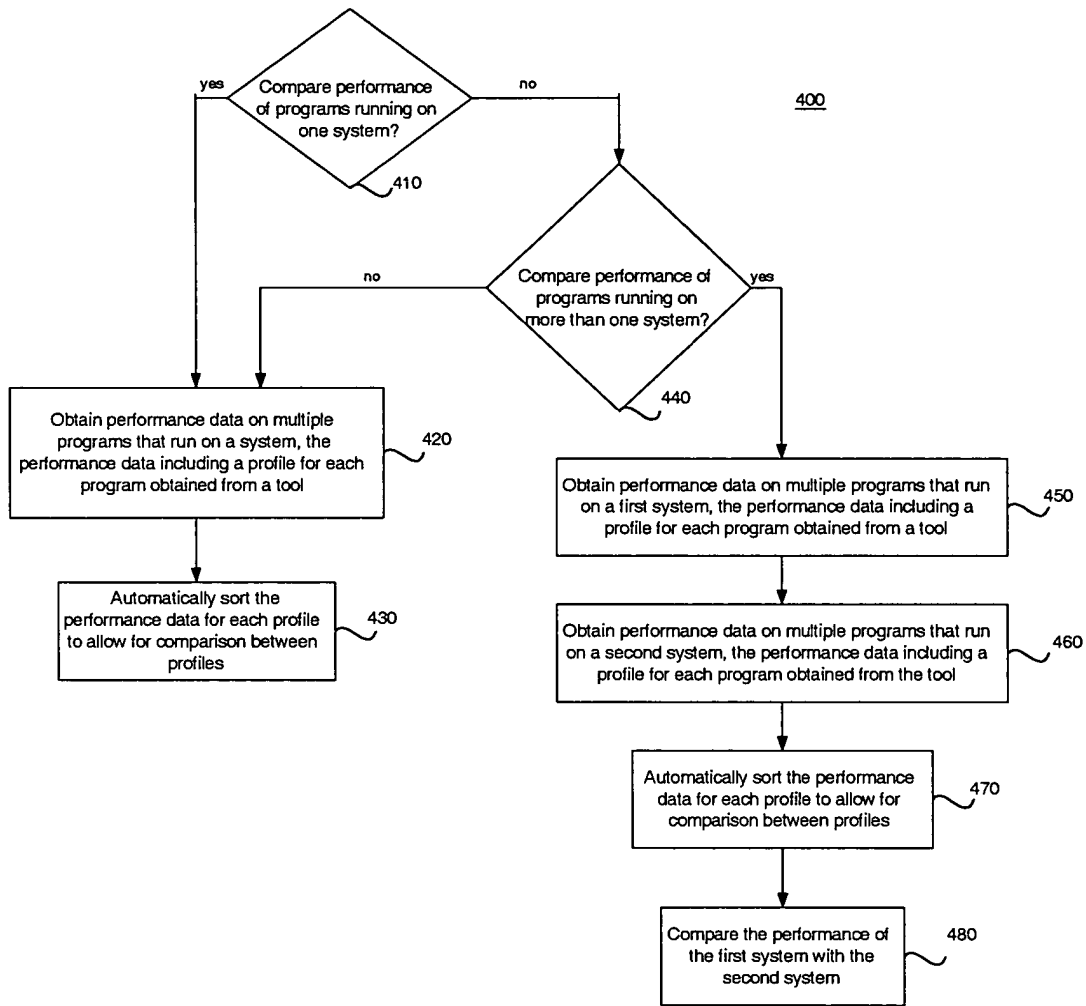 yes
Compare performance
of programs running on
one system?
no
400
410
no
Compare performance of
programs running on
more than one system?
yes
440
Obtain performance data on multiple
programs that run on a system, the
performance data including a profile for each
program obtained from a tool
420
Obtain performance data on multiple programs that run
on a first system, the performance data including a
profile for each program obtained from a tool
450
Automatically sort the
performance data for each profile
to allow for comparison between
profiles
430
Obtain performance data on multiple programs that run
on a second system, the performance data including a
profile for each program obtained from the tool
460
Automatically sort the performance
data for each profile to allow for
comparison between profiles
470
Compare the performance of
the first system with the
second system
480